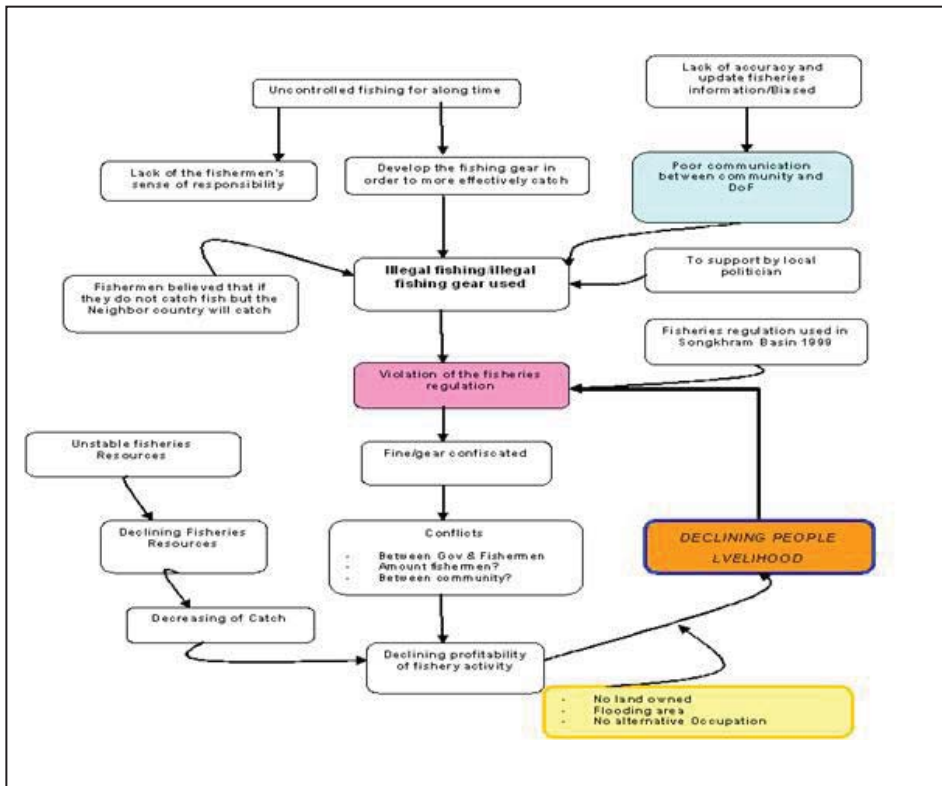 Lack of accuracy and
update fisheries
information/Biased
Uncontrolled fishing for along time
Lack of the fishermen's
sense of responsibility
Develop the fishing gear in
order to more effectively catch
Poor communication
between community and
DoF
Fishermen believed that if
they do not catch fish but the
Neighbor country will catch
Illegal fishing/illegal
fishing gear used
To support by local
politician
Fisheries regulation used in
Songkhram Basin 1999
Violation of the fisheries
regulation
Unstable fisheries
Resources
Fine/gear confiscated
Declining Fisheries
Resources
Conflicts
- Between Gov & Fishermen
- Amount fishermen?
- Between community?
DECLINING PEOPLE
LVELIHOOD
Decreasing of Catch
Declining profitability
of fishery activity
- No land owned
- Flooding area
- No alternative Occupation